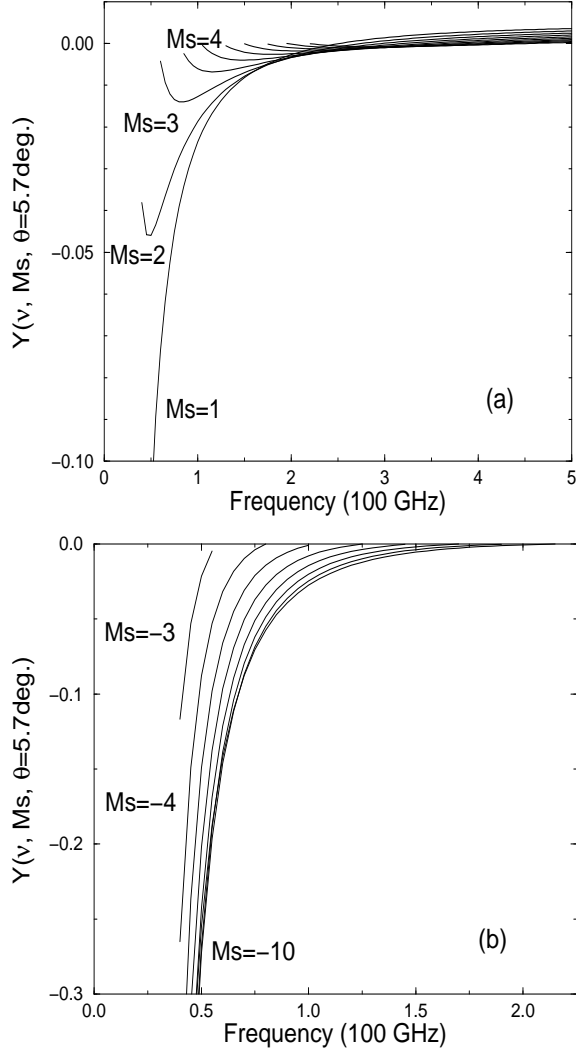 0.00
−0.05
−0.10
Y(ν, Ms, θ=5.7deg.)
Ms=4
Ms=3
Ms=2
Ms=1
(a)
0 1 2 3 4 5
Frequency (100 GHz)
0.0
−0.1
−0.2
−0.3
Y(ν, Ms, θ=5.7deg.)
Ms=−3
Ms=−4
Ms=−10
(b)
0.0 0.5 1.0 1.5 2.0
Frequency (100 GHz)